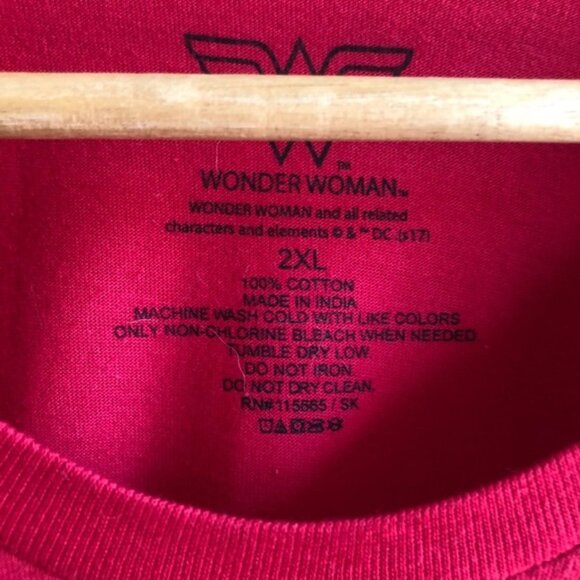 WONDER WOMAN™
WONDER WOMAN and all related
characters and elements © & ™ DC. (s17)
2XL
100% COTTON
MADE IN INDIA
MACHINE WASH COLD WITH LIKE COLORS
ONLY NON-CHLORINE BLEACH WHEN NEEDED
TUMBLE DRY LOW
DO NOT IRON
DO NOT DRY CLEAN.
RN#115665 / SK